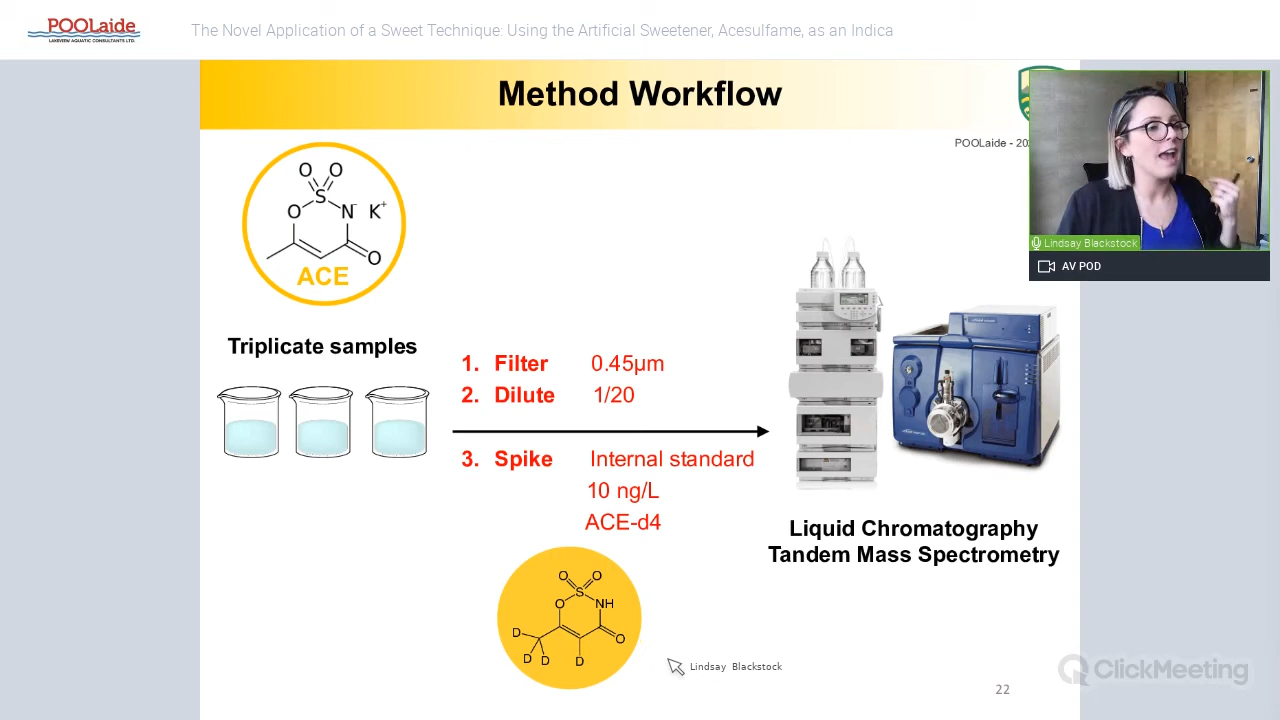 POOLaide
LAKEVIEW AQUATIC CONSULTANTS LTD.
The Novel Application of a Sweet Technique: Using the Artificial Sweetener, Acesulfame, as an Indica
Method Workflow
POOLaide - 20
O O
S
O N⁻ K⁺
O
ACE
Lindsay Blackstock
AV POD
Triplicate samples
1. Filter 0.45µm
2. Dilute 1/20
3. Spike Internal standard
10 ng/L
ACE-d4
Liquid Chromatography
Tandem Mass Spectrometry
O O
S
O NH
D O
D D D
Lindsay Blackstock
ClickMeeting
22